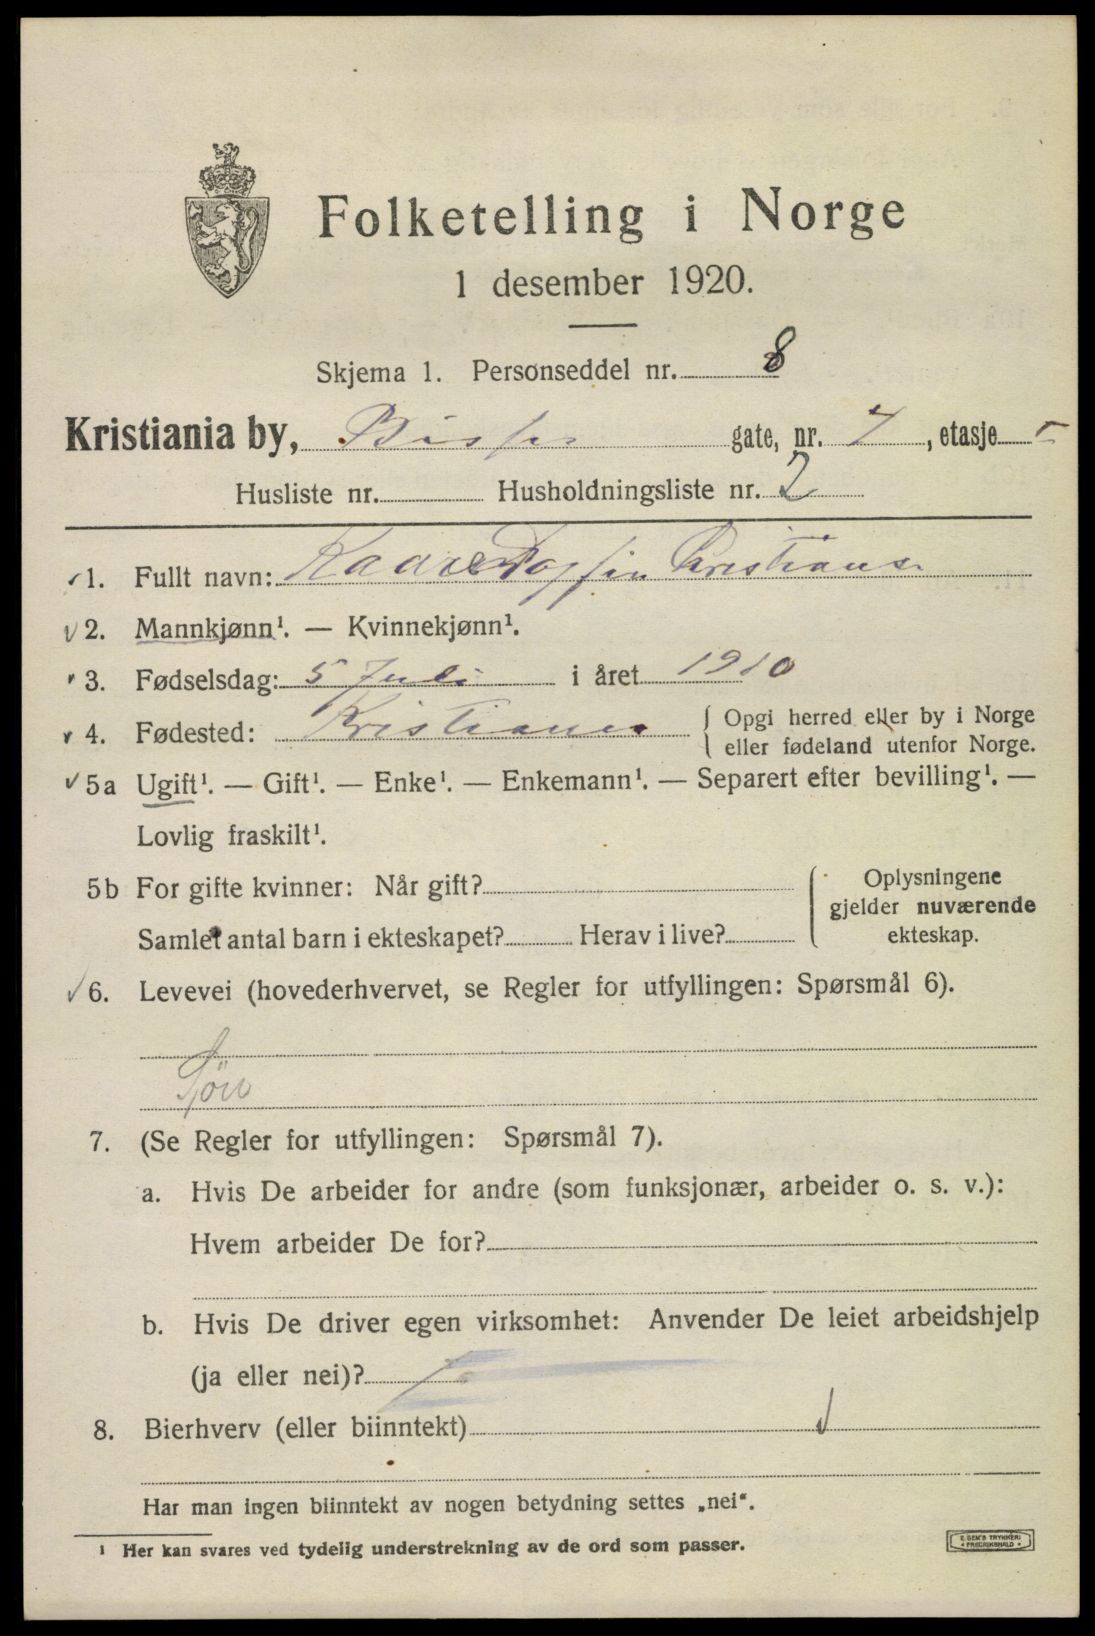 Folketelling i Norge
1 desember 1920.
Skjema 1. Personseddel nr. 8
Kristiania by, gate, nr. 7, etasje
Husliste nr. Husholdningsliste nr. 2
1. Fullt navn: Kaare
2. Mannkjønn¹. — Kvinnekjønn¹.
3. Fødselsdag: 5 Juli i året 1910
4. Fødested: Kristiania { Opgi herred eller by i Norge
eller fødeland utenfor Norge.
5a Ugift¹. — Gift¹. — Enke¹. — Enkemann¹. — Separert efter bevilling¹. —
Lovlig fraskilt¹.
5b For gifte kvinner: Når gift? { Oplysningene
gjelder nuværende
Samlet antal barn i ekteskapet? Herav i live? ekteskap.
6. Levevei (hovederhvervet, se Regler for utfyllingen: Spørsmål 6).
Sön
7. (Se Regler for utfyllingen: Spørsmål 7).
a. Hvis De arbeider for andre (som funksjonær, arbeider o. s. v.):
Hvem arbeider De for?
b. Hvis De driver egen virksomhet: Anvender De leiet arbeidshjelp
(ja eller nei)?
8. Bierhverv (eller biinntekt)
Har man ingen biinntekt av nogen betydning settes „nei“.
¹ Her kan svares ved tydelig understrekning av de ord som passer.